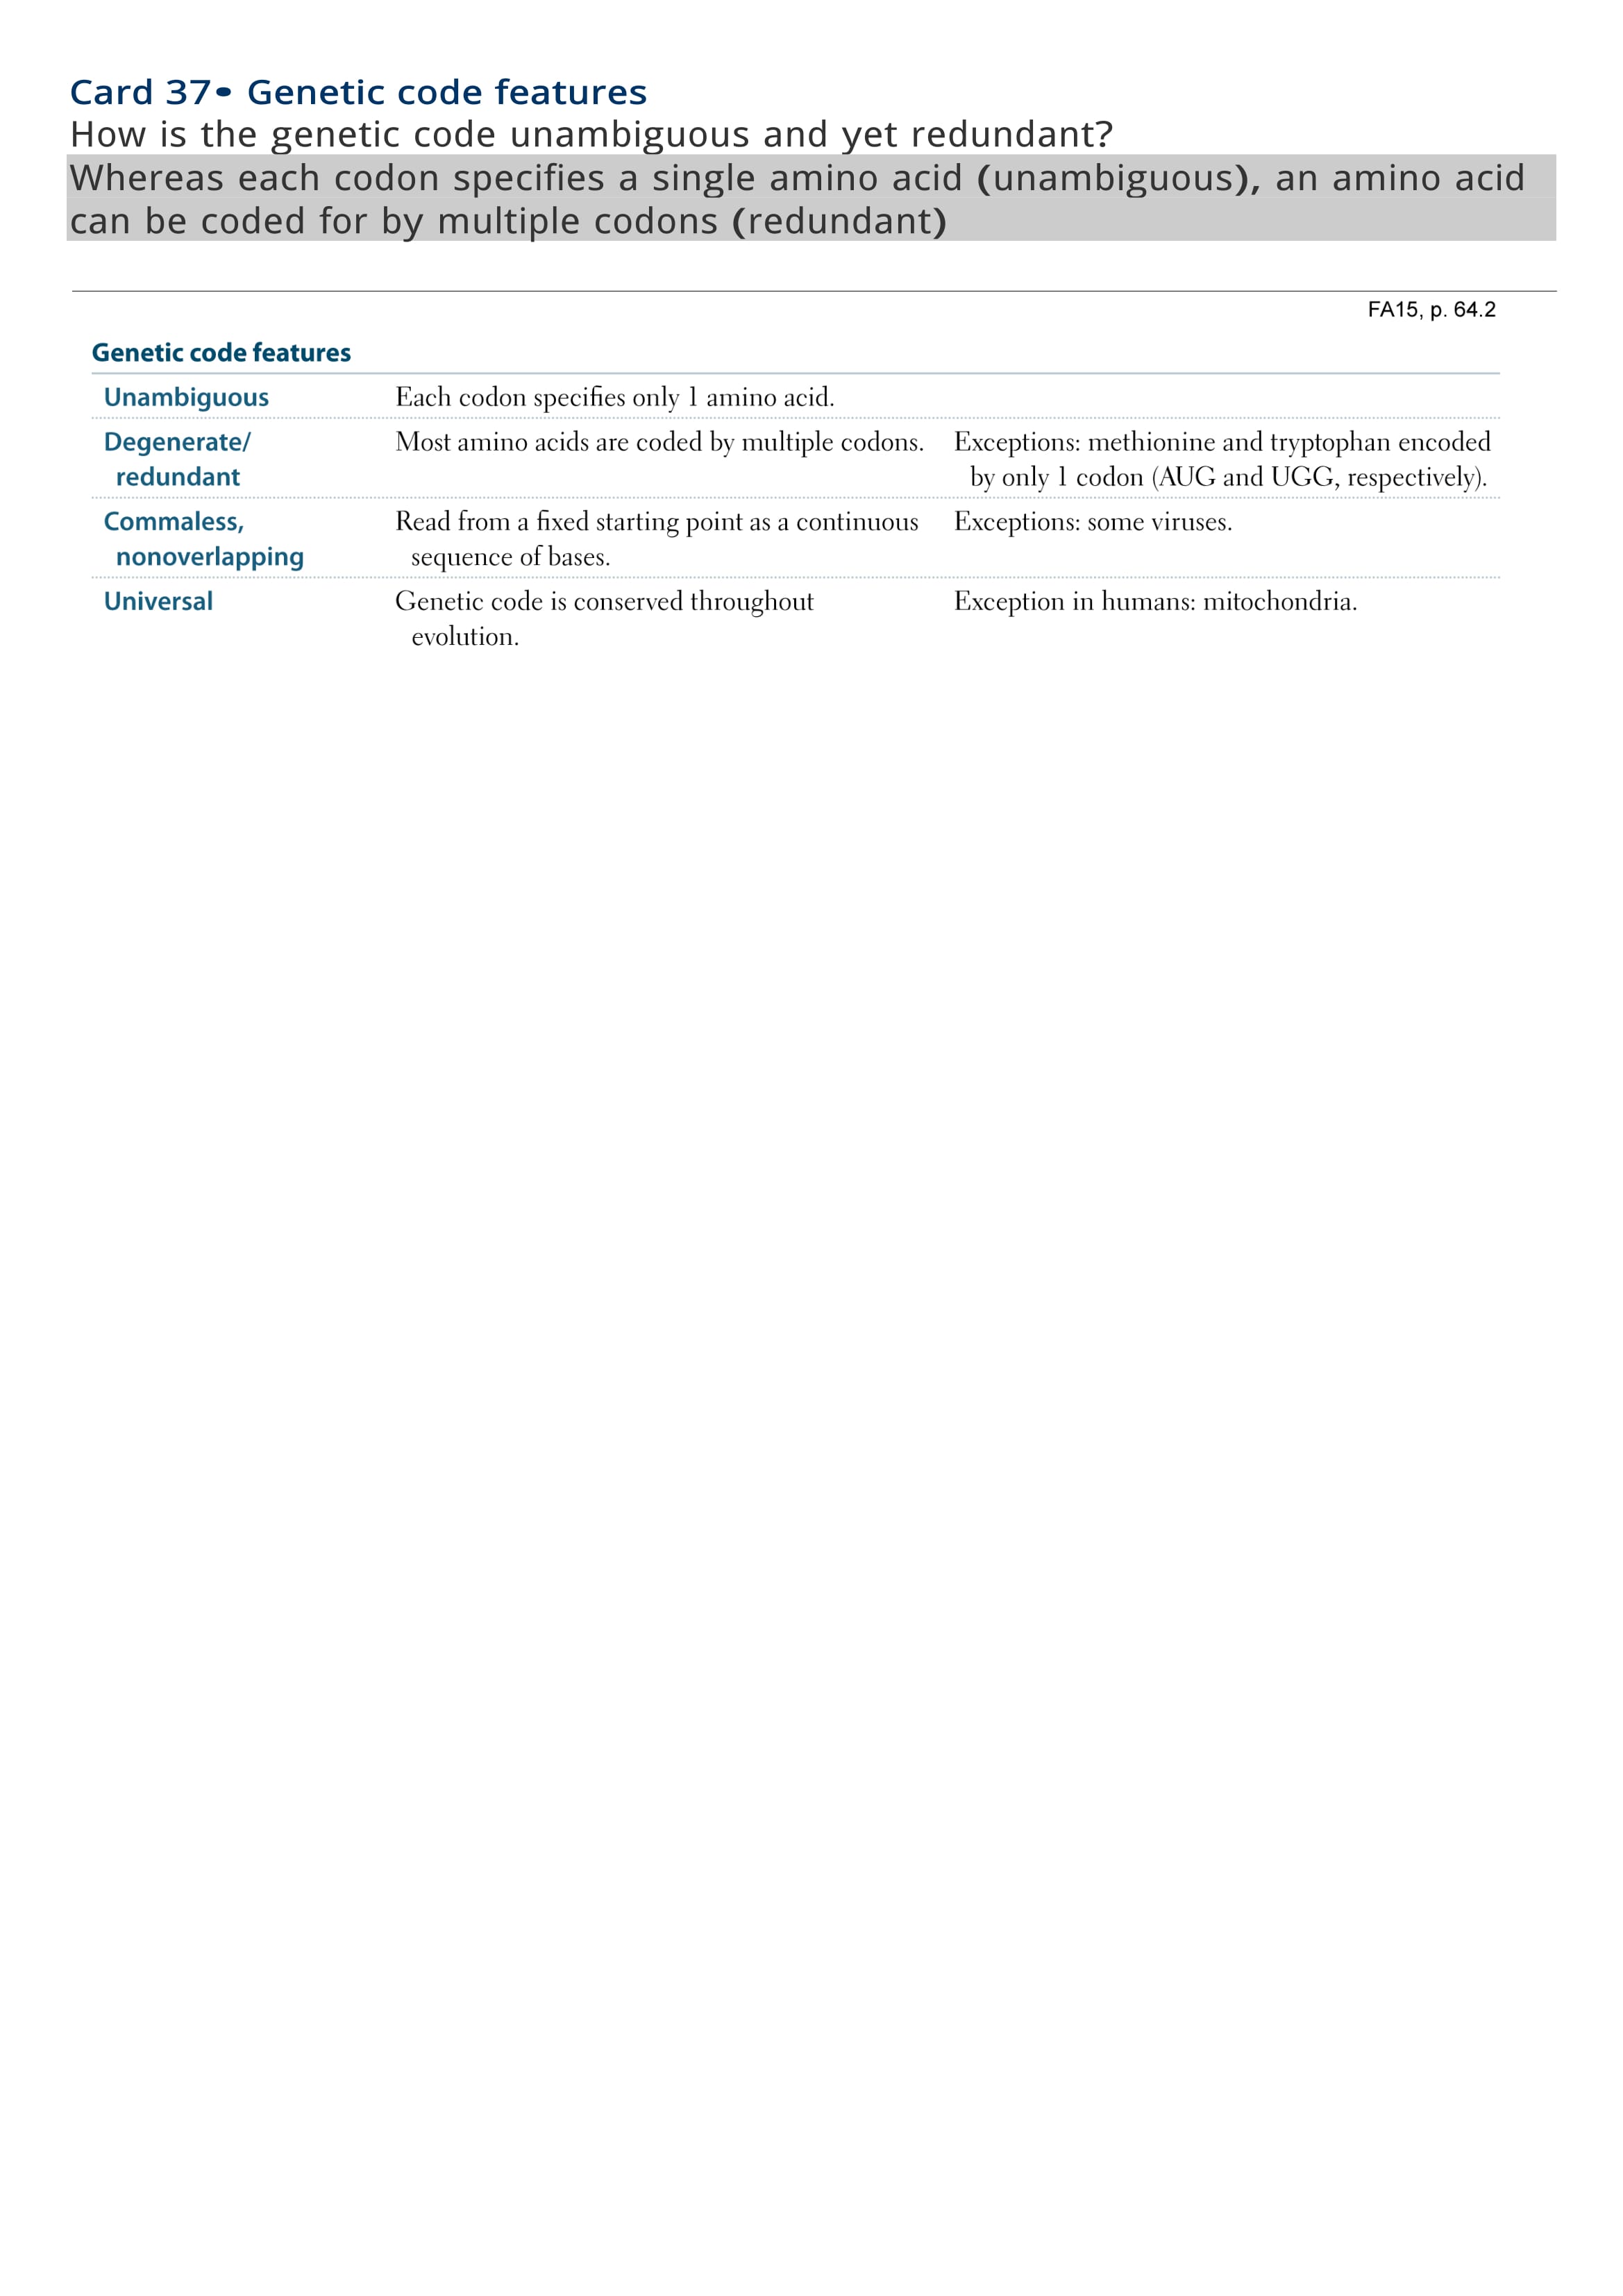 Card 37• Genetic code features
How is the genetic code unambiguous and yet redundant?
Whereas each codon specifies a single amino acid (unambiguous), an amino acid
can be coded for by multiple codons (redundant)
FA15, p. 64.2
Genetic code features
Unambiguous Each codon specifies only 1 amino acid.
Degenerate/ Most amino acids are coded by multiple codons. Exceptions: methionine and tryptophan encoded
redundant by only 1 codon (AUG and UGG, respectively).
Commaless, Read from a fixed starting point as a continuous Exceptions: some viruses.
nonoverlapping sequence of bases.
Universal Genetic code is conserved throughout Exception in humans: mitochondria.
evolution.